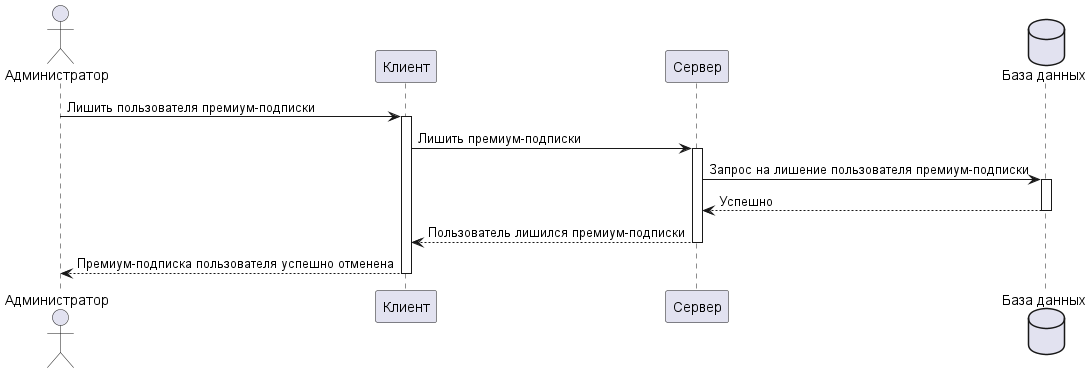 Администратор
Клиент
Сервер
База данных
Лишить пользователя премиум-подписки
Лишить премиум-подписки
Запрос на лишение пользователя премиум-подписки
Успешно
Пользователь лишился премиум-подписки
Премиум-подписка пользователя успешно отменена
Администратор
Клиент
Сервер
База данных